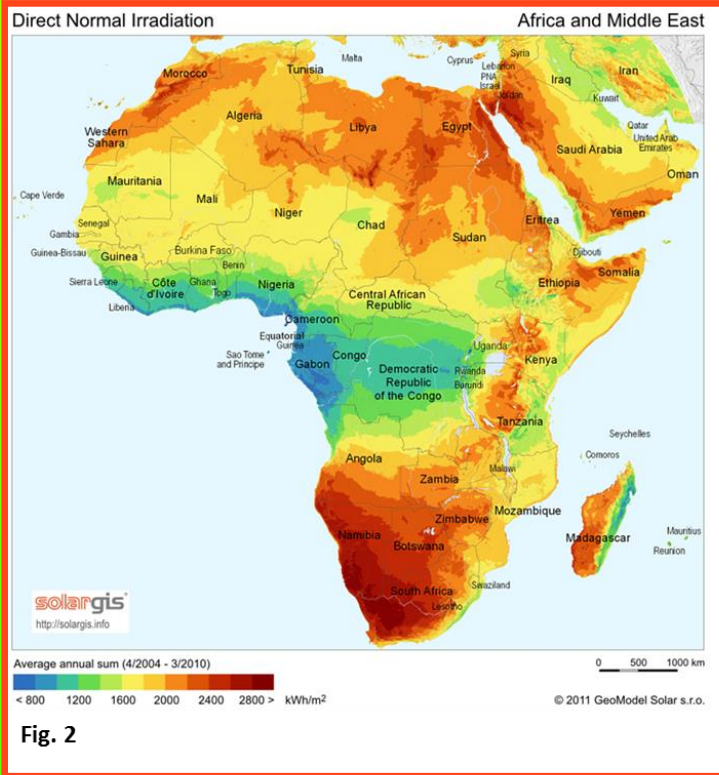 Direct Normal Irradiation
Africa and Middle East
Malta
Cyprus
Syria
Lebanon
PNA
Israel
Jordan
Iraq
Iran
Kuwait
Morocco
Tunisia
Algeria
Libya
Egypt
Qatar
United Arab
Emirates
Saudi Arabia
Western
Sahara
Oman
Mauritania
Mali
Niger
Chad
Sudan
Eritrea
Yemen
Cape Verde
Senegal
Gambia
Guinea-Bissau
Guinea
Burkina Faso
Benin
Djibouti
Somalia
Sierra Leone
Côte
d'Ivoire
Ghana
Togo
Nigeria
Ethiopia
Liberia
Central African
Republic
Cameroon
Equatorial
Guinea
Sao Tome
and Principe
Gabon
Congo
Democratic
Republic
of the Congo
Uganda
Kenya
Rwanda
Burundi
Tanzania
Seychelles
Comoros
Angola
Malawi
Zambia
Mozambique
Zimbabwe
Madagascar
Mauritius
Reunion
Namibia
Botswana
Swaziland
South Africa
Lesotho
solargis
http://solargis.info
Average annual sum (4/2004 - 3/2010)
0 500 1000 km
< 800 1200 1600 2000 2400 2800 > kWh/m²
© 2011 GeoModel Solar s.r.o.
Fig. 2